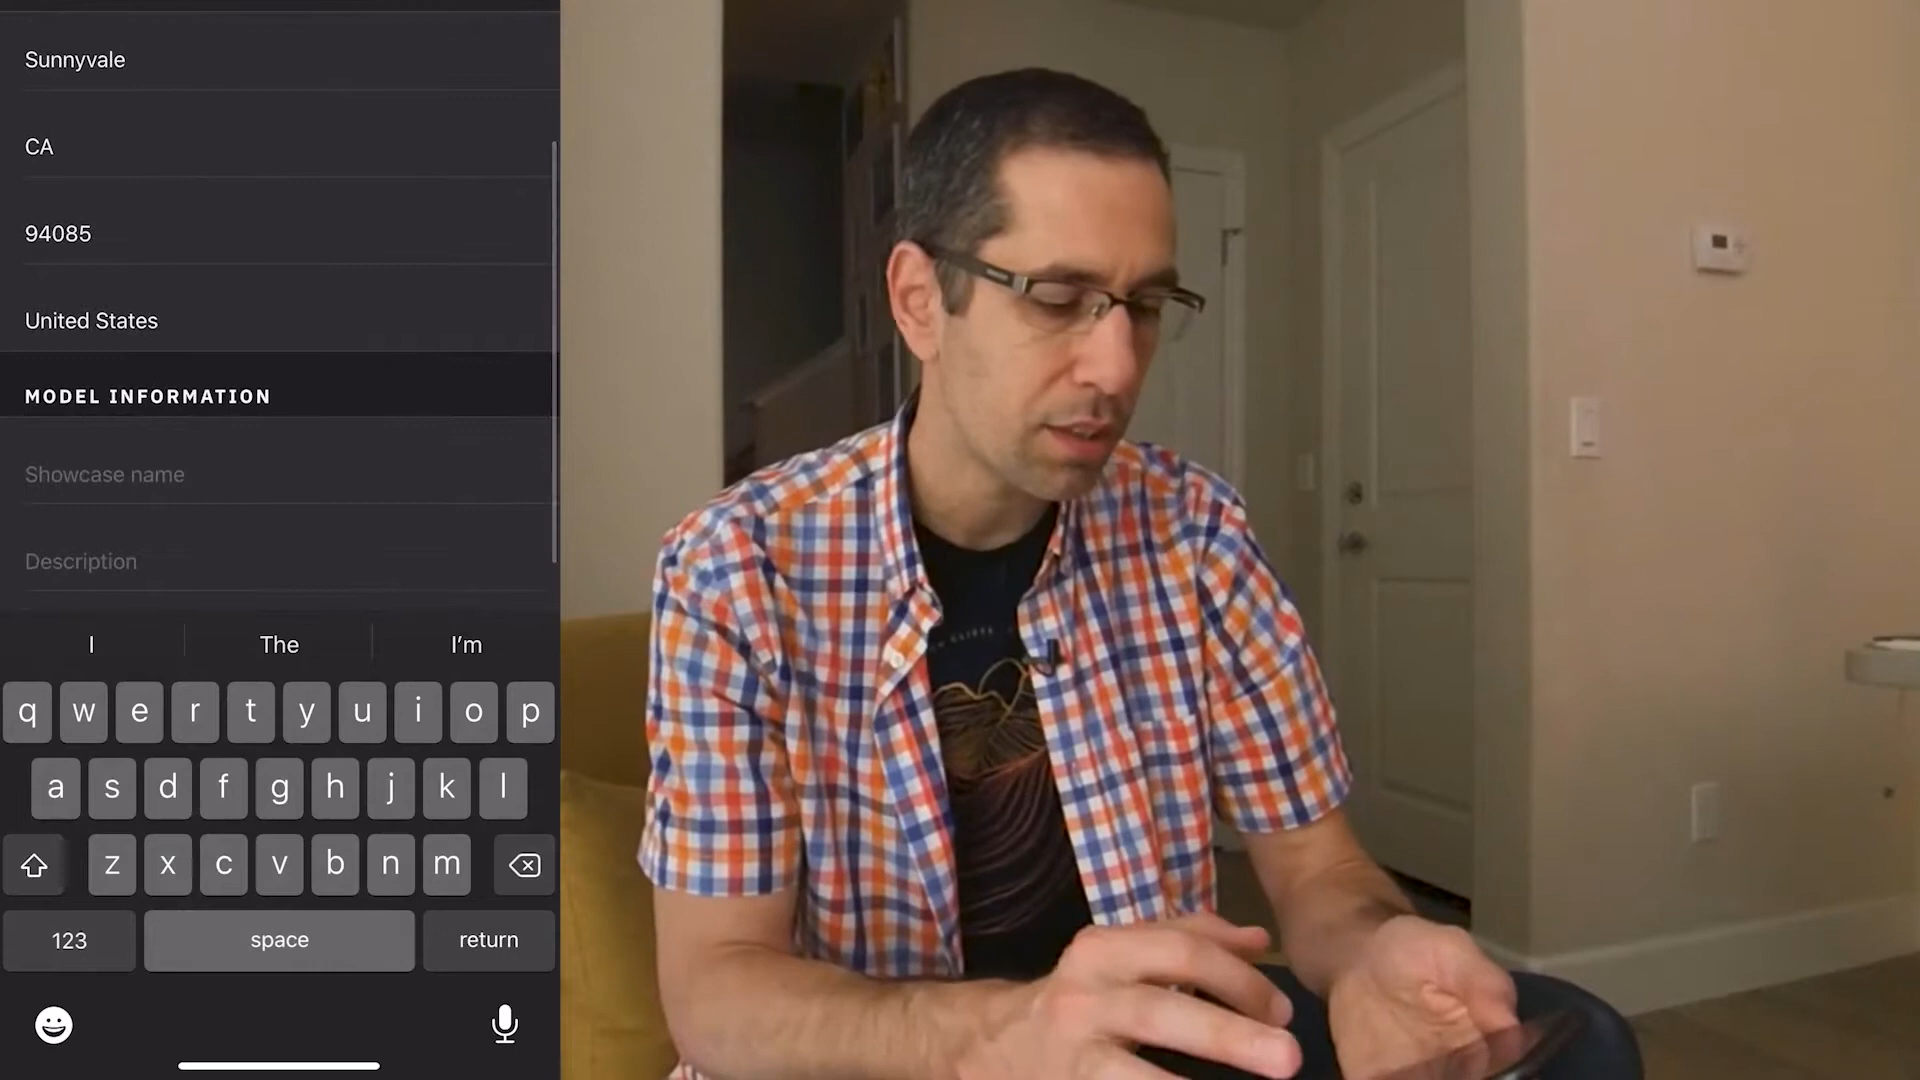 Sunnyvale
CA
94085
United States
MODEL INFORMATION
Showcase name
Description
I The I'm
q w e r t y u i o p
a s d f g h j k l
z x c v b n m
123 space return